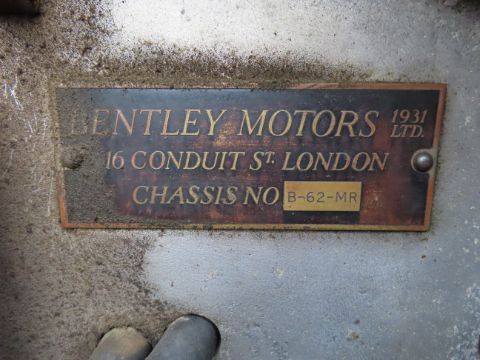 BENTLEY MOTORS 1931 LTD.
16 CONDUIT ST. LONDON
CHASSIS NO B-62-MR